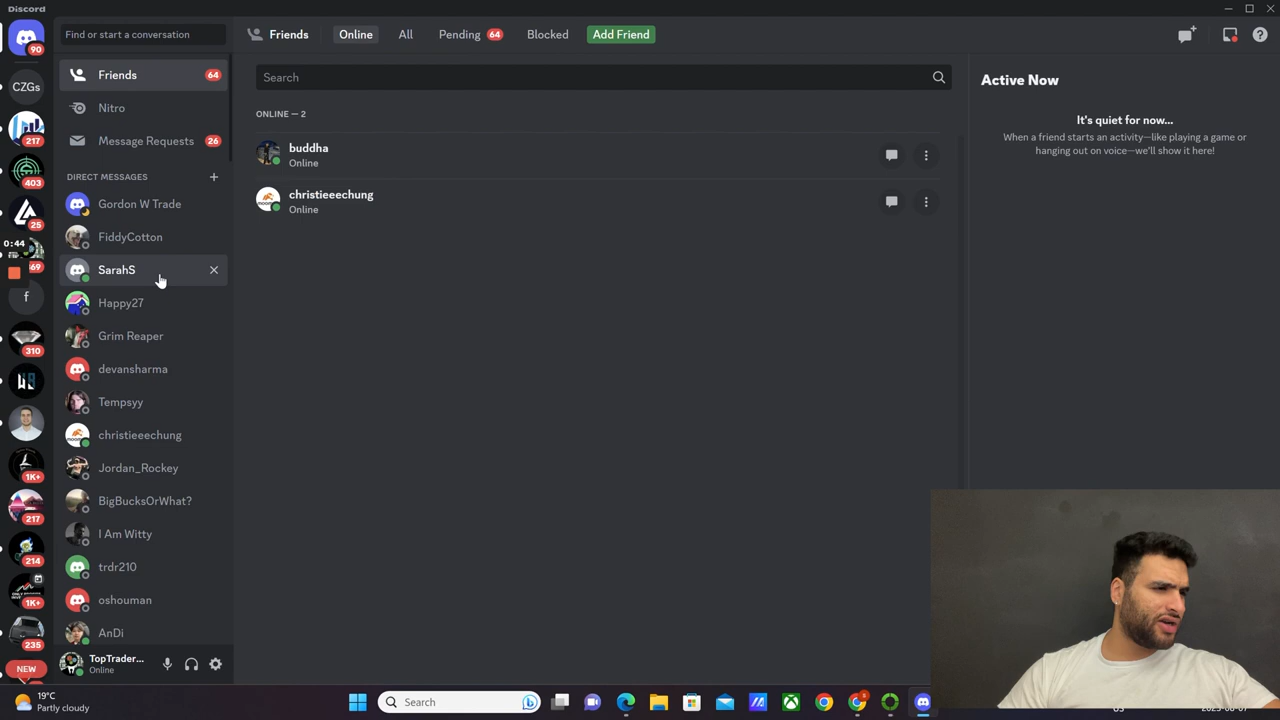 Discord
90
CZGs
217
403
25
0:44
69
f
310
1K+
217
214
1K+
235
NEW
Find or start a conversation
Friends 64
Nitro
Message Requests 26
DIRECT MESSAGES +
Gordon W Trade
FiddyCotton
SarahS
Happy27
Grim Reaper
devansharma
Tempsyy
christieeechung
Jordan_Rockey
BigBucksOrWhat?
I Am Witty
trdr210
oshouman
AnDi
TopTrader...
Online
Friends Online All Pending 64 Blocked Add Friend
Search
ONLINE — 2
buddha
Online
christieeechung
Online
Active Now
It's quiet for now...
When a friend starts an activity—like playing a game or
hanging out on voice—we'll show it here!
19°C
Partly cloudy
Search